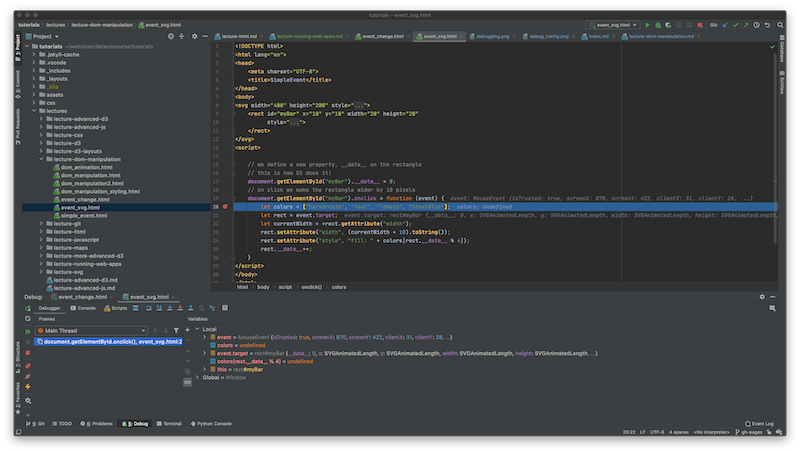 tutorials – event_svg.html
tutorials lectures lecture-dom-manipulation event_svg.html
event_svg.html
Git:
Project
lecture-html.md lecture-running-web-apps.md event_change.html event_svg.html debugging.png debug_config.png index.md lecture-dom-manipulation.md
tutorials ~/websites/dataviscourse/tutorials
.jekyll-cache
.vscode
_includes
_layouts
_site
assets
css
lectures
lecture-advanced-d3
lecture-advanced-js
lecture-css
lecture-d3
lecture-d3-layouts
lecture-dom-manipulation
dom_animation.html
dom_manipulation.html
dom_manipulation2.html
dom_manipulation_styling.html
event_change.html
event_svg.html
simple_event.html
lecture-git
lecture-html
lecture-javascript
lecture-maps
lecture-more-advanced-d3
lecture-running-web-apps
lecture-svg
lecture-advanced-d3.md
lecture-advanced-js.md
<!DOCTYPE html>
<html lang="en">
<head>
<meta charset="UTF-8">
<title>SimpleEvent</title>
</head>
<body>
<svg width="400" height="200" style="...">
<rect id="myBar" x="10" y="10" width="20" height="20"
style="...">
</rect>
</svg>
<script>
// we define a new property, __data__ on the rectangle
// this is how D3 does it!
document.getElementById("myBar").__data__ = 0;
// on click we make the rectangle wider by 10 pixels
document.getElementById("myBar").onclick = function (event) { event: MouseEvent {isTrusted: true, screenX: 870, screenY: 422, clientX: 31, clientY: 28, ...}
let colors = ["DarkOrchid", "Teal", "Tomato", "SteelBlue"]; colors: undefined
let rect = event.target; event.target: rect#myBar {__data__: 0, x: SVGAnimatedLength, y: SVGAnimatedLength, width: SVGAnimatedLength, height: SVGAnimatedLength,
let currentWidth = +rect.getAttribute("width");
rect.setAttribute("width", (currentWidth + 10).toString());
rect.setAttribute("style", "fill: " + colors[rect.__data__ % 4]);
rect.__data__++;
}
</script>
</body>
html body script onclick() colors
Debug: event_change.html event_svg.html
Debugger Console Scripts
Frames
Variables
Main Thread
document.getElementById.onclick(), event_svg.html:2
Local
event = MouseEvent {isTrusted: true, screenX: 870, screenY: 422, clientX: 31, clientY: 28, ...}
colors = undefined
event.target = rect#myBar {__data__: 0, x: SVGAnimatedLength, y: SVGAnimatedLength, width: SVGAnimatedLength, height: SVGAnimatedLength, ...}
colors[rect.__data__ % 4] = undefined
this = rect#myBar
Global = Window
Git TODO Problems Debug Terminal Python Console Event Log
20:22 LF UTF-8 4 spaces <No interpreter> gh-pages
1: Project
Commit
Pull Requests
Z: Structure
2: Favorites
Database
SciView